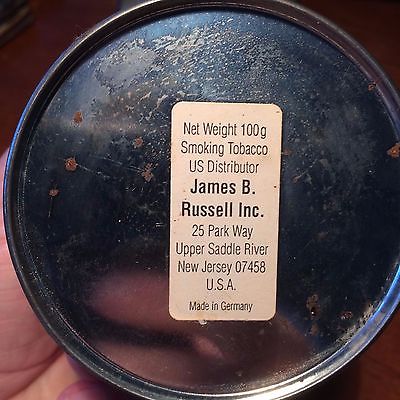 Net Weight 100g
Smoking Tobacco
US Distributor
James B.
Russell Inc.
25 Park Way
Upper Saddle River
New Jersey 07458
U.S.A.
Made in Germany